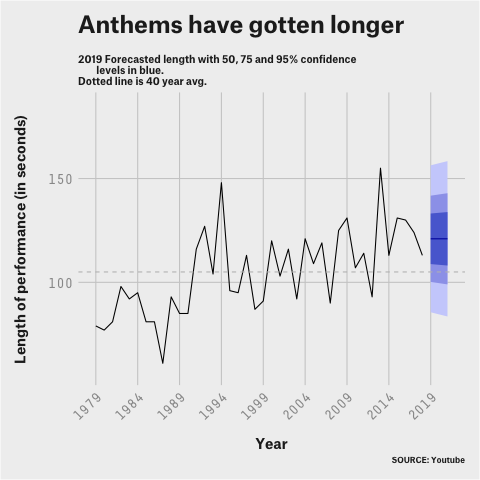 Anthems have gotten longer
2019 Forecasted length with 50, 75 and 95% confidence
levels in blue.
Dotted line is 40 year avg.
Length of performance (in seconds)
150
100
1979
1984
1989
1994
1999
2004
2009
2014
2019
Year
SOURCE: Youtube